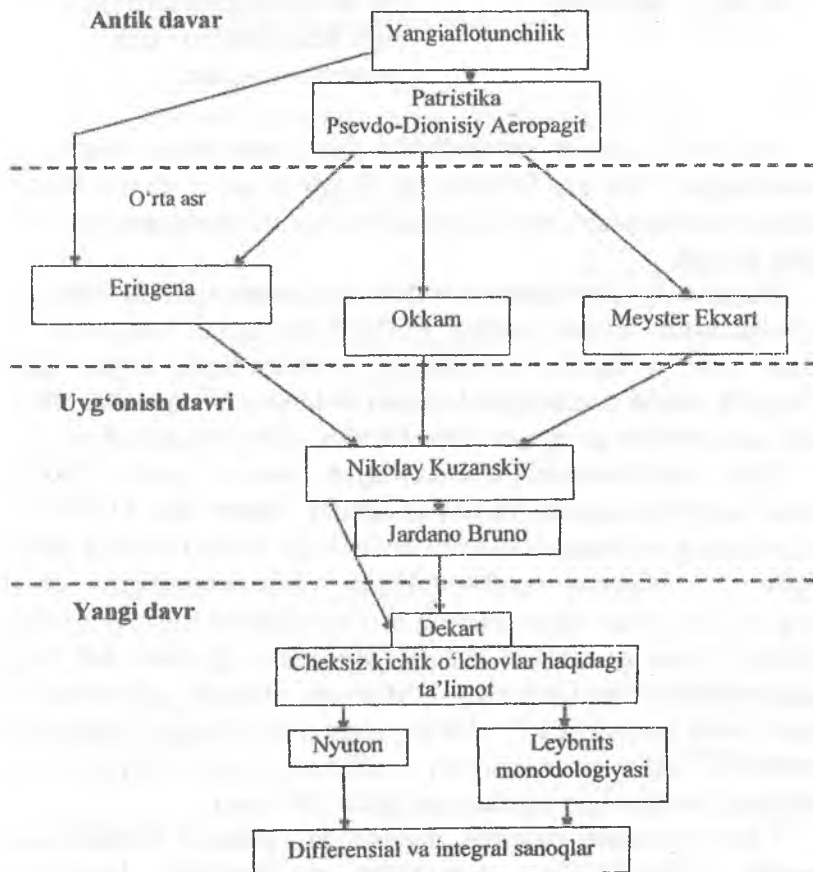 Antik davar
Yangiaflotunchilik
Patristika
Psevdo-Dionisiy Aeropagit
O‘rta asr
Eriugena
Okkam
Meyster Ekxart
Uyg‘onish davri
Nikolay Kuzanskiy
Jardano Bruno
Yangi davr
Dekart
Cheksiz kichik o’lchovlar haqidagi
ta’limot
Nyuton
Leybnits
monodologiyasi
Differensial va integral sanoqlar